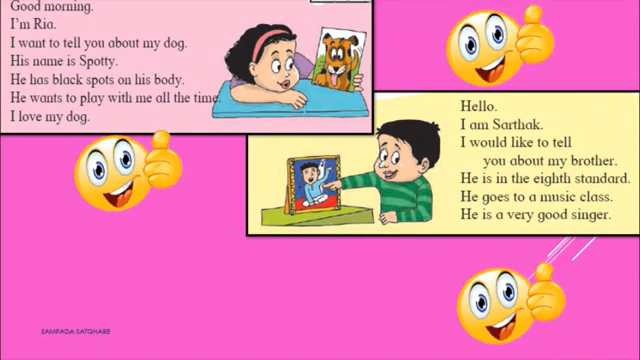 Good morning.
I'm Ria.
I want to tell you about my dog.
His name is Spotty.
He has black spots on his body.
He wants to play with me all the time.
I love my dog.
Hello.
I am Sarthak.
I would like to tell
you about my brother.
He is in the eighth standard.
He goes to a music class.
He is a very good singer.
SAMPADA SATGHARE